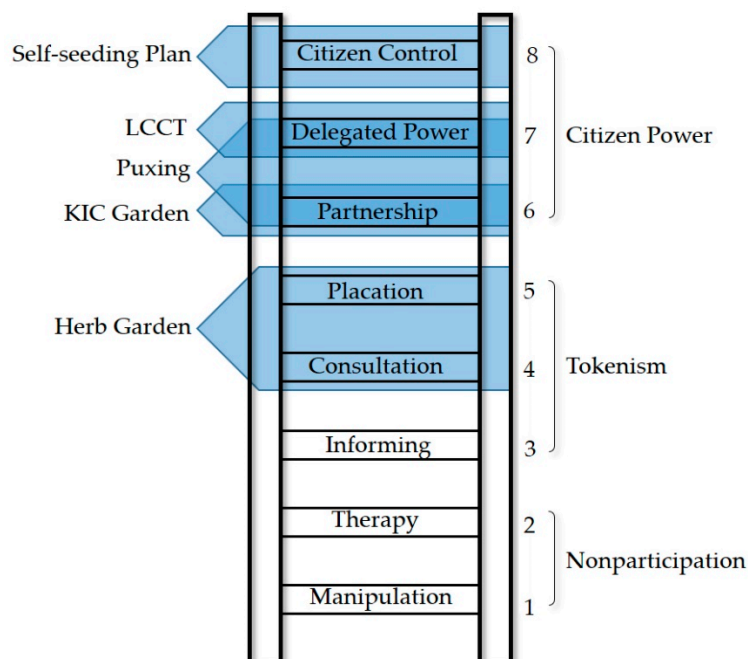 Self-seeding Plan
Citizen Control
8
LCCT
Delegated Power
7
Citizen Power
Puxing
KIC Garden
Partnership
6
Placation
5
Herb Garden
Consultation
4
Tokenism
Informing
3
Therapy
2
Nonparticipation
Manipulation
1